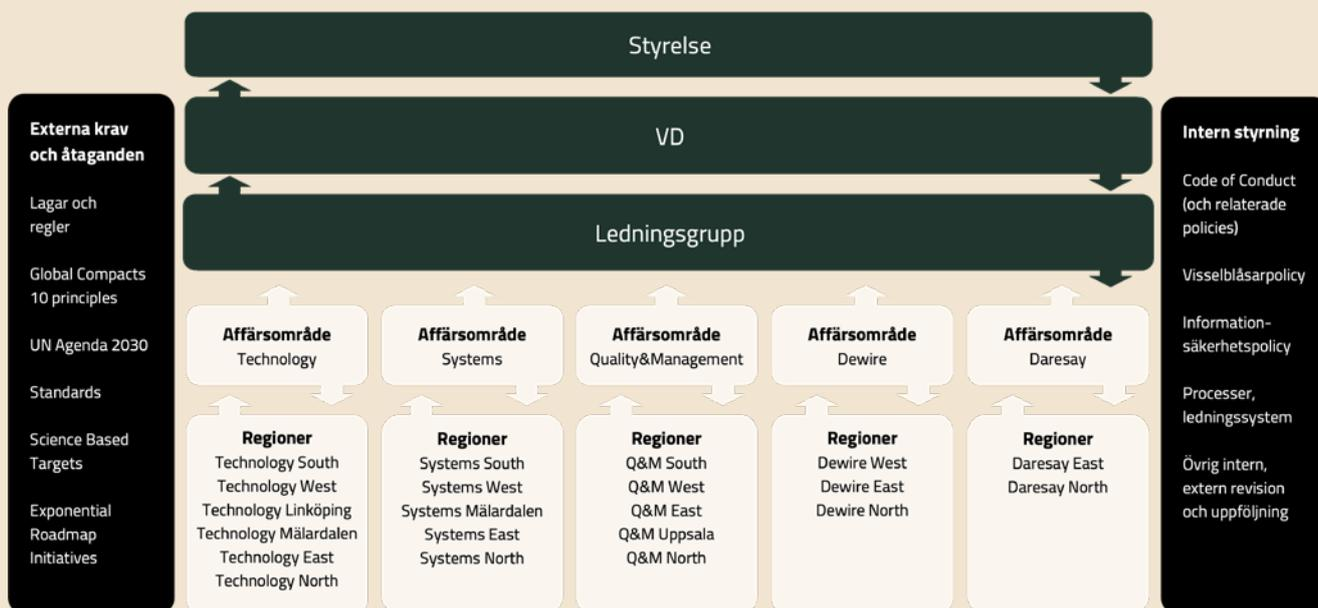 Styrelse
VD
Ledningsgrupp
Externa krav
och åtaganden
Lagar och
regler
Global Compacts
10 principles
UN Agenda 2030
Standards
Science Based
Targets
Exponential
Roadmap
Initiatives
Affärsområde
Technology
Affärsområde
Systems
Affärsområde
Quality&Management
Affärsområde
Dewire
Affärsområde
Daresay
Regioner
Technology South
Technology West
Technology Linköping
Technology Mälardalen
Technology East
Technology North
Regioner
Systems South
Systems West
Systems Mälardalen
Systems East
Systems North
Regioner
Q&M South
Q&M West
Q&M East
Q&M Uppsala
Q&M North
Regioner
Dewire West
Dewire East
Dewire North
Regioner
Daresay East
Daresay North
Intern styrning
Code of Conduct
(och relaterade
policies)
Visselblåsarpolicy
Information-
säkerhetspolicy
Processer,
ledningssystem
Övrig intern,
extern revision
och uppföljning